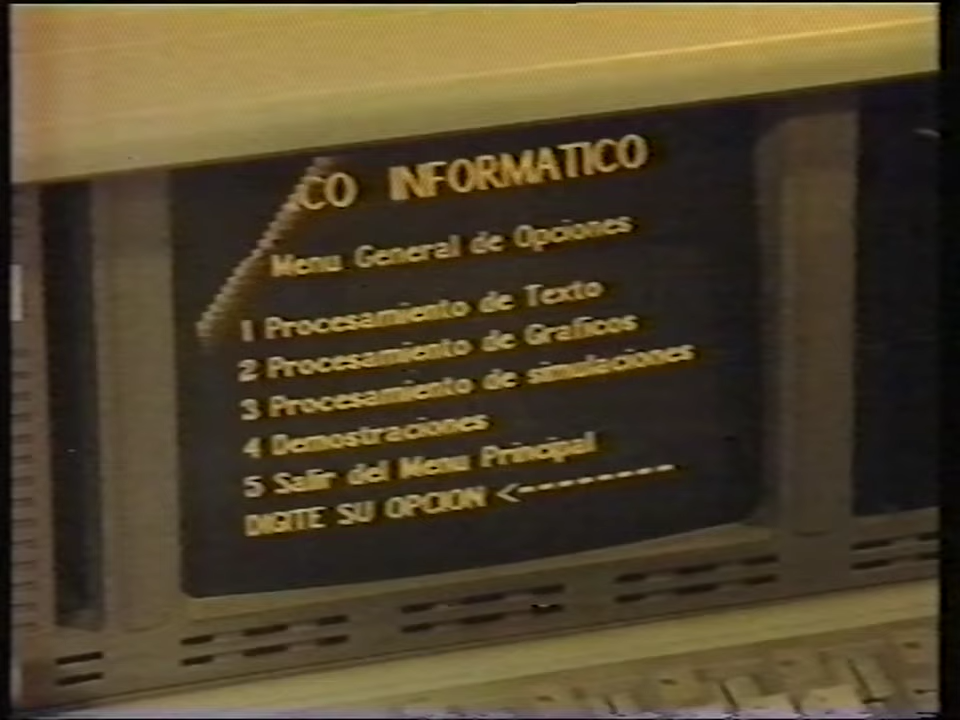 CO INFORMATICO
Menu General de Opciones
1 Procesamiento de Texto
2 Procesamiento de Graficos
3 Procesamiento de simulaciones
4 Demostraciones
5 Salir del Menu Principal
DIGITE SU OPCION <---------